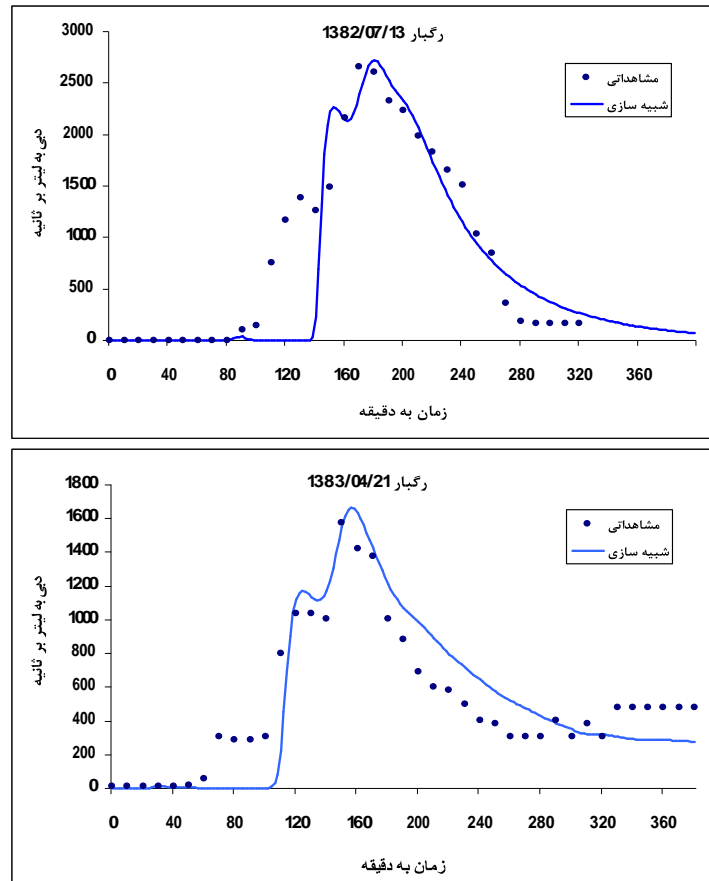 رگبار 1382/07/13
3000
2500
2000
1500
1000
500
0
دبی به لیتر بر ثانیه
مشاهداتی
شبیه سازی
0 40 80 120 160 200 240 280 320 360
زمان به دقیقه
رگبار 1383/04/21
1800
1600
1400
1200
1000
800
600
400
200
0
دبی به لیتر بر ثانیه
مشاهداتی
شبیه سازی
0 40 80 120 160 200 240 280 320 360
زمان به دقیقه